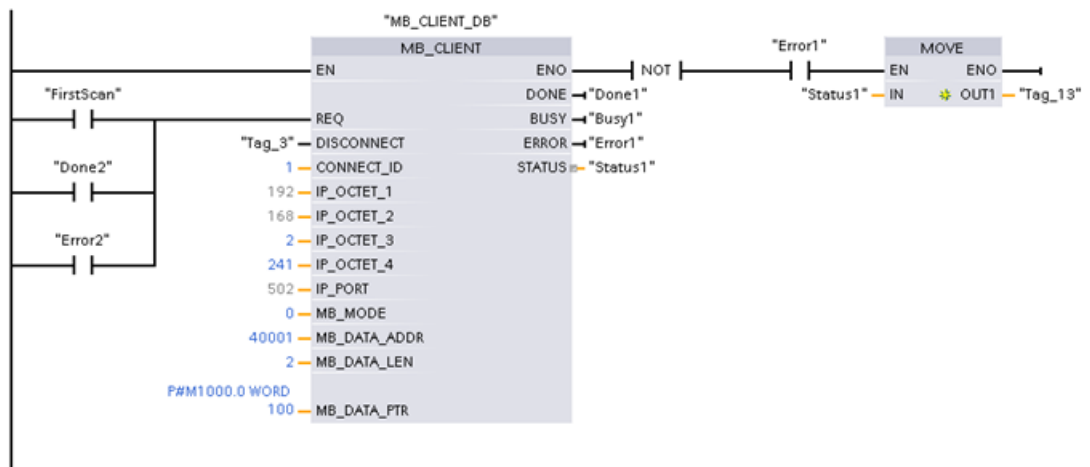 "MB_CLIENT_DB"
MB_CLIENT
"Error1"
MOVE
EN ENO NOT EN ENO
"FirstScan" DONE "Done1" "Status1" IN OUT1 "Tag_13"
REQ BUSY "Busy1"
"Tag_3" DISCONNECT ERROR "Error1"
"Done2" 1 CONNECT_ID STATUS "Status1"
192 IP_OCTET_1
168 IP_OCTET_2
"Error2" 2 IP_OCTET_3
241 IP_OCTET_4
502 IP_PORT
0 MB_MODE
40001 MB_DATA_ADDR
2 MB_DATA_LEN
P#M1000.0 WORD
100 MB_DATA_PTR